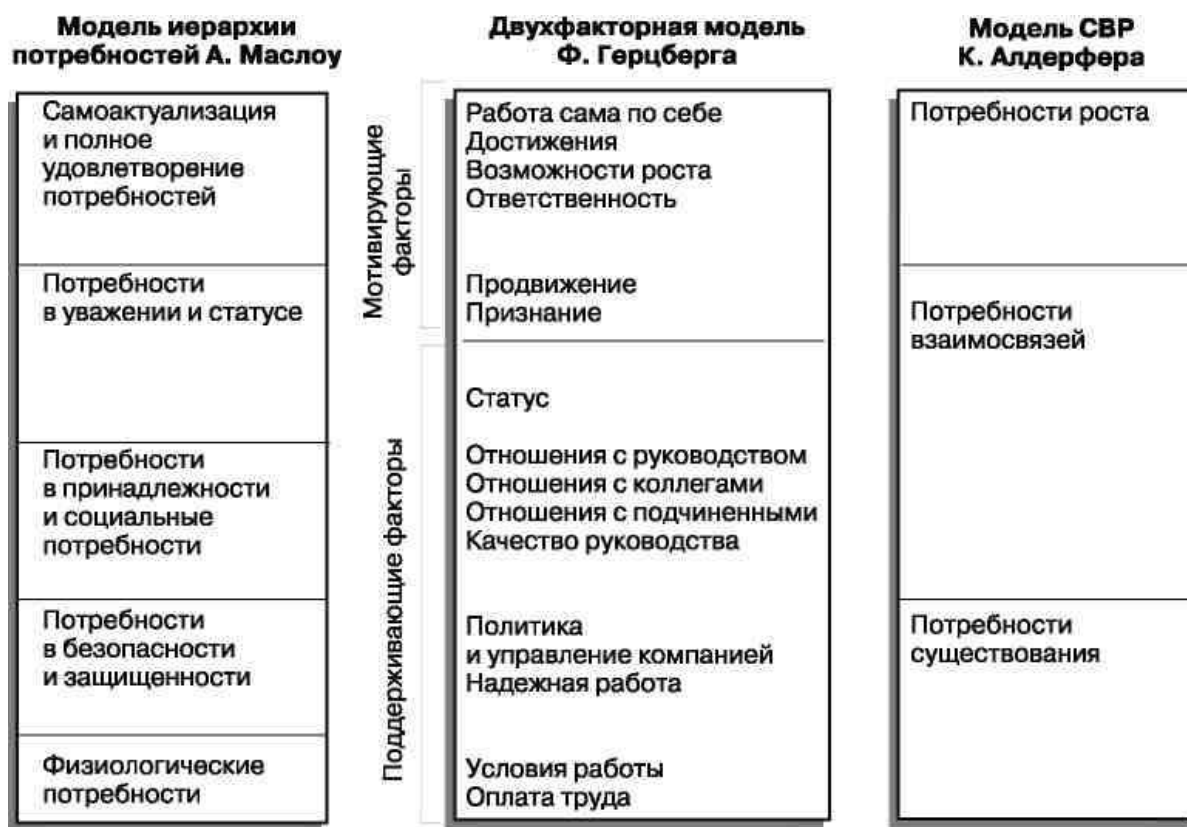 Модель иерархии
потребностей А. Маслоу
Самоактуализация
и полное
удовлетворение
потребностей
Потребности
в уважении и статусе
Потребности
в принадлежности
и социальные
потребности
Потребности
в безопасности
и защищенности
Физиологические
потребности
Двухфакторная модель
Ф. Герцберга
Мотивирующие
факторы
Работа сама по себе
Достижения
Возможности роста
Ответственность
Продвижение
Признание
Поддерживающие факторы
Статус
Отношения с руководством
Отношения с коллегами
Отношения с подчиненными
Качество руководства
Политика
и управление компанией
Надежная работа
Условия работы
Оплата труда
Модель СВР
К. Алдерфера
Потребности роста
Потребности
взаимосвязей
Потребности
существования